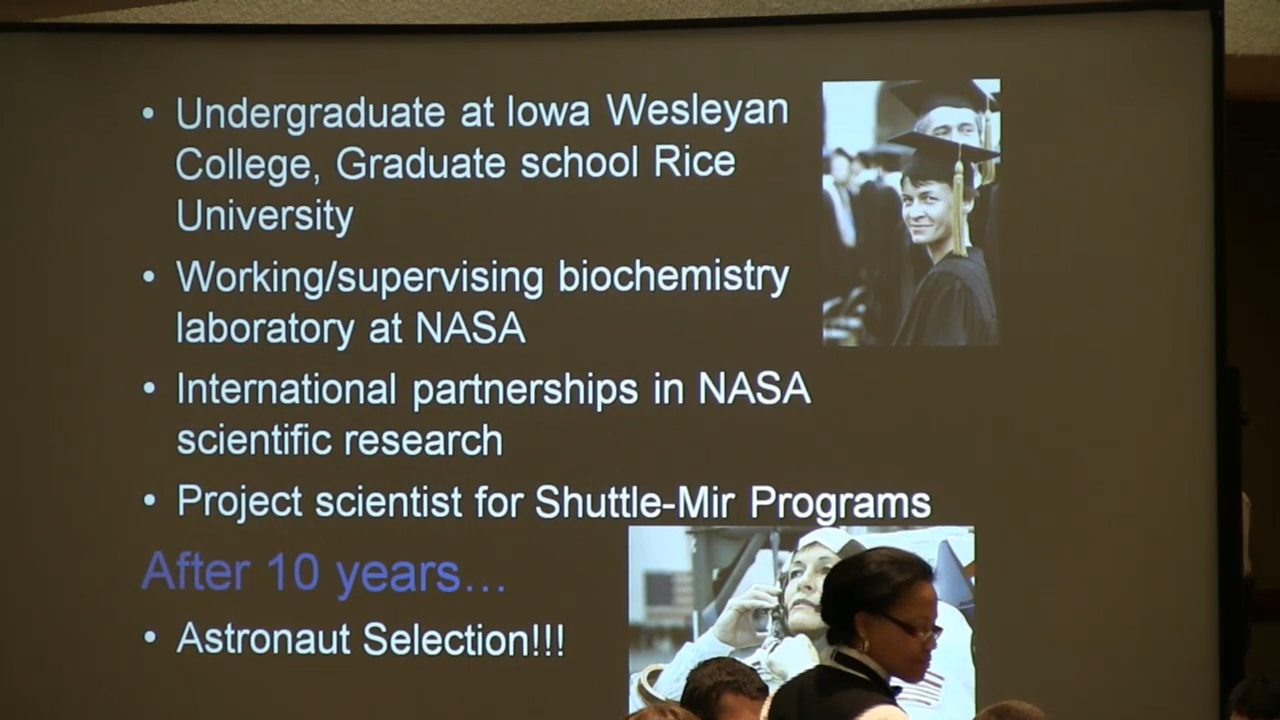 • Undergraduate at Iowa Wesleyan
College, Graduate school Rice
University
• Working/supervising biochemistry
laboratory at NASA
• International partnerships in NASA
scientific research
• Project scientist for Shuttle-Mir Programs
After 10 years...
• Astronaut Selection!!!